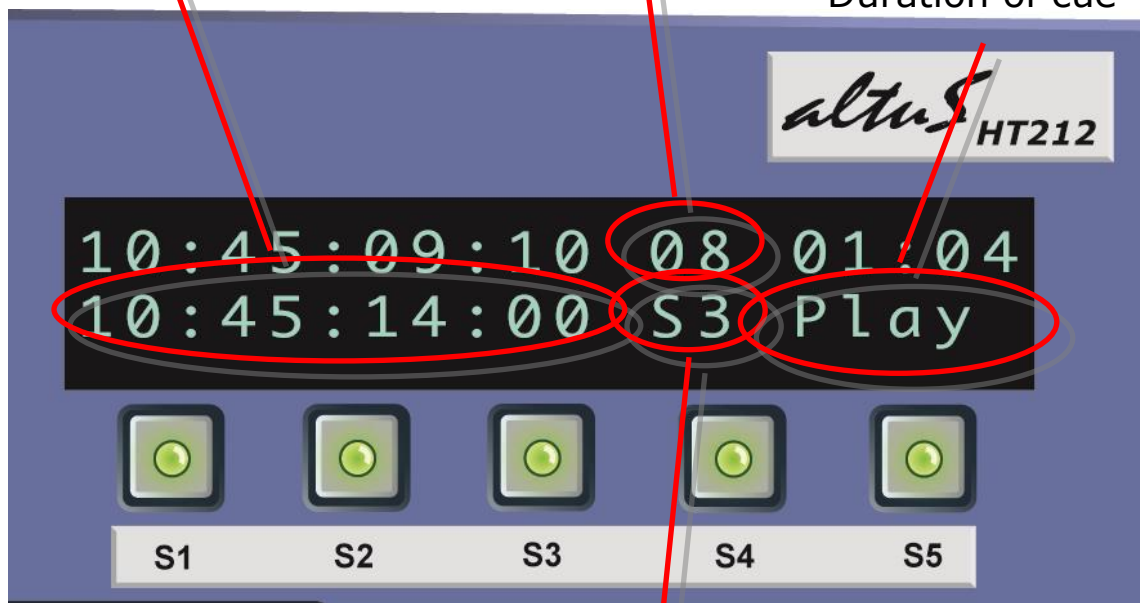 Duration of cue
altuS HT212
10:45:09:10 08 01:04
10:45:14:00 S3 Play
S1 S2 S3 S4 S5